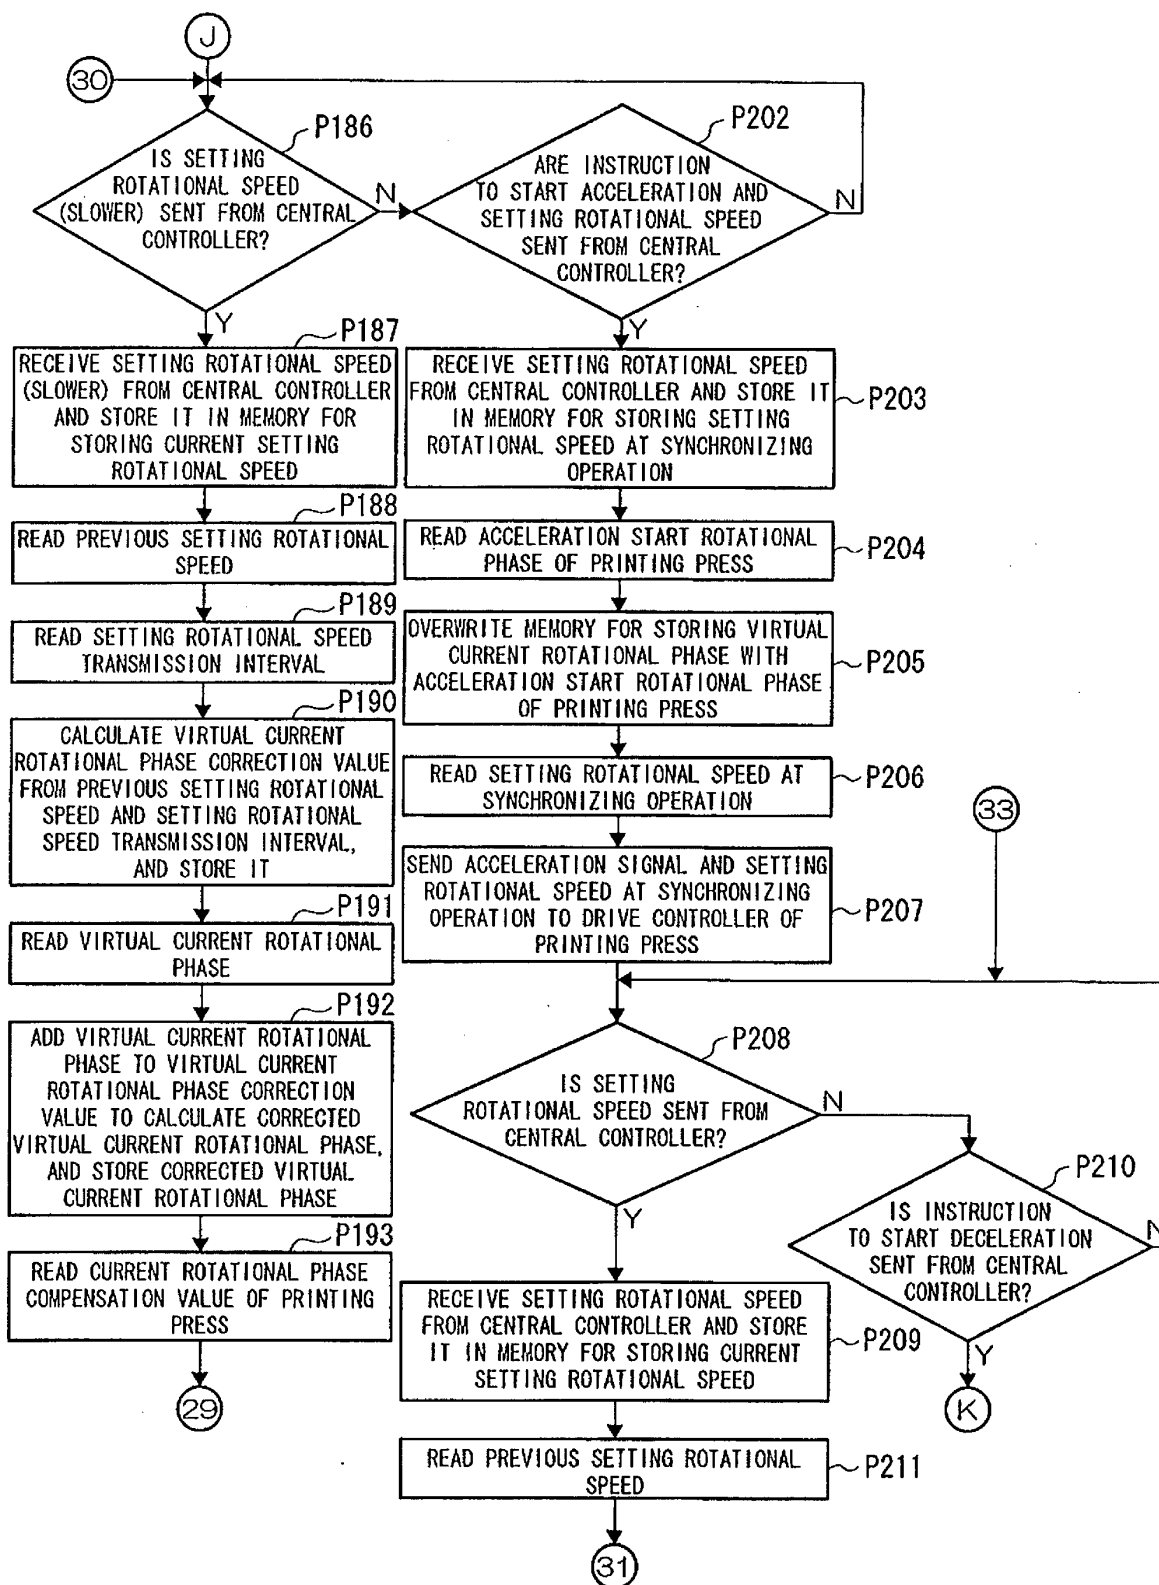 J
30
P186
IS SETTING
ROTATIONAL SPEED
(SLOWER) SENT FROM CENTRAL
CONTROLLER?
N
Y
P202
ARE INSTRUCTION
TO START ACCELERATION AND
SETTING ROTATIONAL SPEED
SENT FROM CENTRAL
CONTROLLER?
N
Y
P187
RECEIVE SETTING ROTATIONAL SPEED
(SLOWER) FROM CENTRAL CONTROLLER
AND STORE IT IN MEMORY FOR
STORING CURRENT SETTING
ROTATIONAL SPEED
P188
READ PREVIOUS SETTING ROTATIONAL
SPEED
P189
READ SETTING ROTATIONAL SPEED
TRANSMISSION INTERVAL
P190
CALCULATE VIRTUAL CURRENT
ROTATIONAL PHASE CORRECTION VALUE
FROM PREVIOUS SETTING ROTATIONAL
SPEED AND SETTING ROTATIONAL
SPEED TRANSMISSION INTERVAL,
AND STORE IT
P191
READ VIRTUAL CURRENT ROTATIONAL
PHASE
P192
ADD VIRTUAL CURRENT ROTATIONAL
PHASE TO VIRTUAL CURRENT
ROTATIONAL PHASE CORRECTION
VALUE TO CALCULATE CORRECTED
VIRTUAL CURRENT ROTATIONAL PHASE,
AND STORE CORRECTED VIRTUAL
CURRENT ROTATIONAL PHASE
P193
READ CURRENT ROTATIONAL PHASE
COMPENSATION VALUE OF PRINTING
PRESS
29
RECEIVE SETTING ROTATIONAL SPEED
FROM CENTRAL CONTROLLER AND STORE IT
IN MEMORY FOR STORING SETTING
ROTATIONAL SPEED AT SYNCHRONIZING
OPERATION
P203
READ ACCELERATION START ROTATIONAL
PHASE OF PRINTING PRESS
P204
OVERWRITE MEMORY FOR STORING VIRTUAL
CURRENT ROTATIONAL PHASE WITH
ACCELERATION START ROTATIONAL PHASE
OF PRINTING PRESS
P205
READ SETTING ROTATIONAL SPEED AT
SYNCHRONIZING OPERATION
P206
SEND ACCELERATION SIGNAL AND SETTING
ROTATIONAL SPEED AT SYNCHRONIZING
OPERATION TO DRIVE CONTROLLER OF
PRINTING PRESS
P207
33
P208
IS SETTING
ROTATIONAL SPEED SENT FROM
CENTRAL CONTROLLER?
N
Y
P210
IS INSTRUCTION
TO START DECELERATION
SENT FROM CENTRAL
CONTROLLER?
N
Y
K
RECEIVE SETTING ROTATIONAL SPEED
FROM CENTRAL CONTROLLER AND STORE
IT IN MEMORY FOR STORING CURRENT
SETTING ROTATIONAL SPEED
P209
READ PREVIOUS SETTING ROTATIONAL
SPEED
P211
31